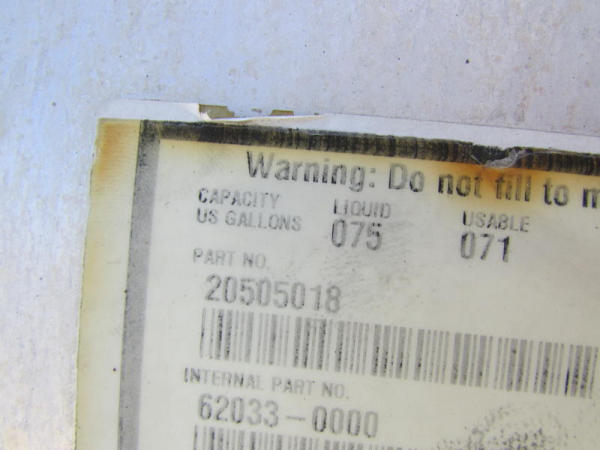 Warning: Do not fill to m
CAPACITY LIQUID USABLE
US GALLONS 075 071
PART NO.
20505018
INTERNAL PART NO.
62033-0000